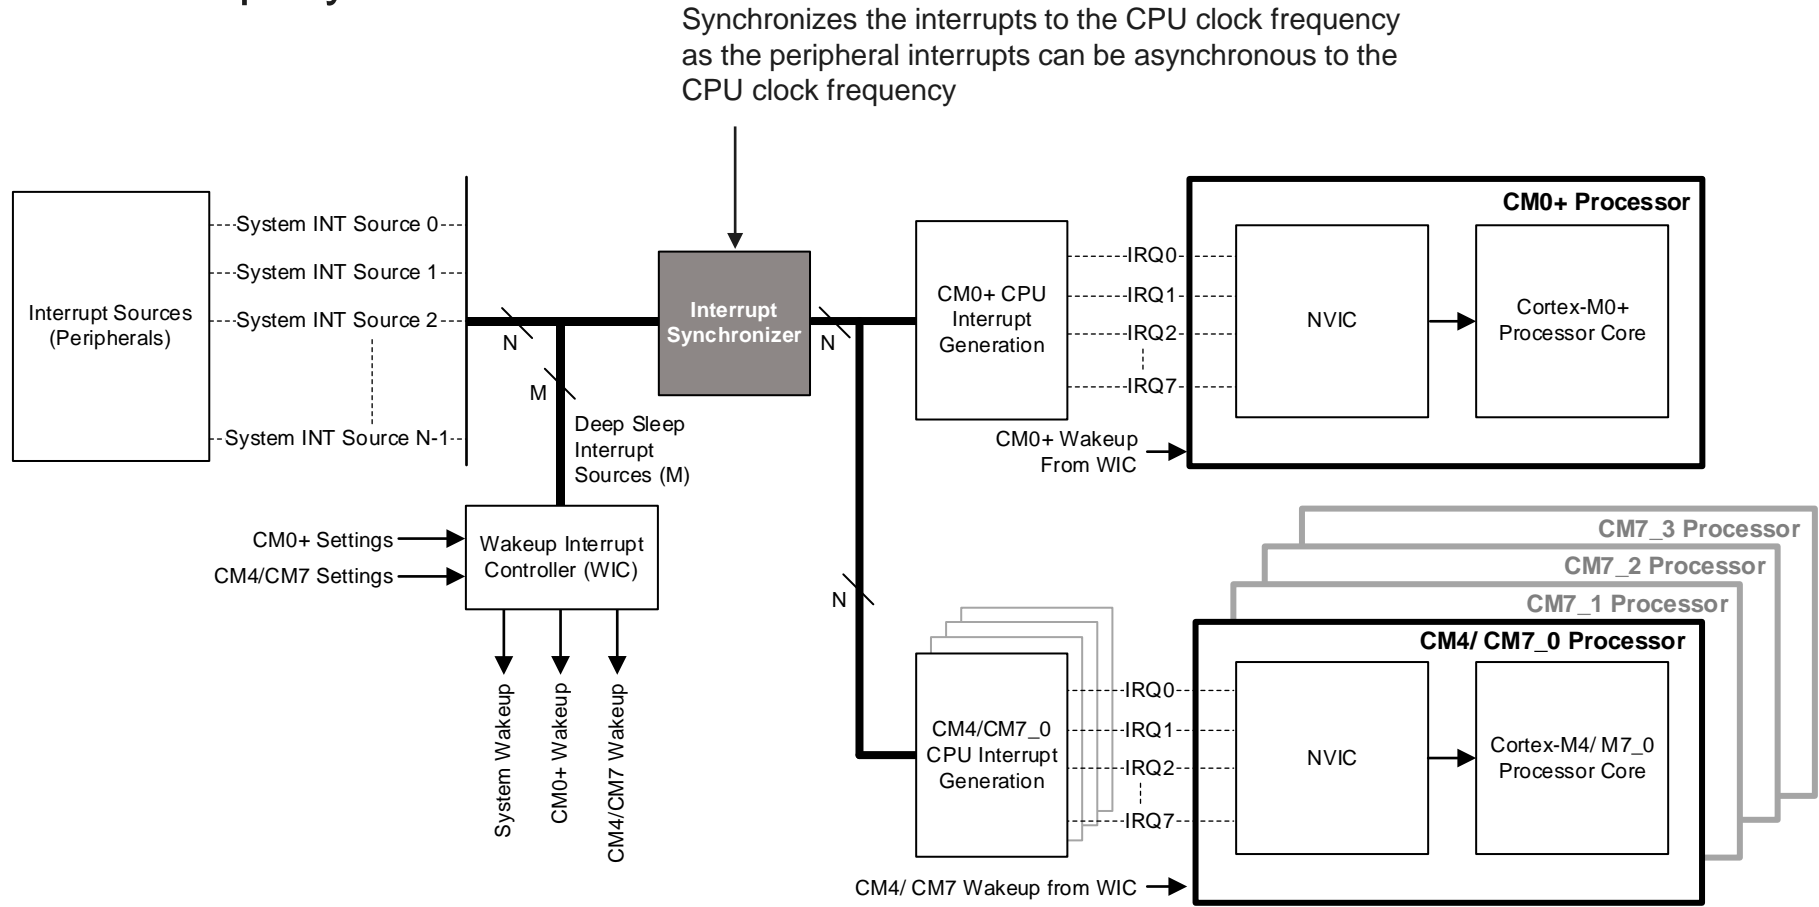 Synchronizes the interrupts to the CPU clock frequency
as the peripheral interrupts can be asynchronous to the
CPU clock frequency
Interrupt Sources
(Peripherals)
System INT Source 0
System INT Source 1
System INT Source 2
System INT Source N-1
N
M
Deep Sleep
Interrupt
Sources (M)
Interrupt
Synchronizer
N
CM0+ CPU
Interrupt
Generation
IRQ0
IRQ1
IRQ2
IRQ7
CM0+ Processor
NVIC
Cortex-M0+
Processor Core
CM0+ Wakeup
From WIC
CM0+ Settings
CM4/CM7 Settings
Wakeup Interrupt
Controller (WIC)
System Wakeup
CM0+ Wakeup
CM4/CM7 Wakeup
N
CM7_3 Processor
CM7_2 Processor
CM7_1 Processor
CM4/ CM7_0 Processor
CM4/CM7_0
CPU Interrupt
Generation
IRQ0
IRQ1
IRQ2
IRQ7
NVIC
Cortex-M4/ M7_0
Processor Core
CM4/ CM7 Wakeup from WIC